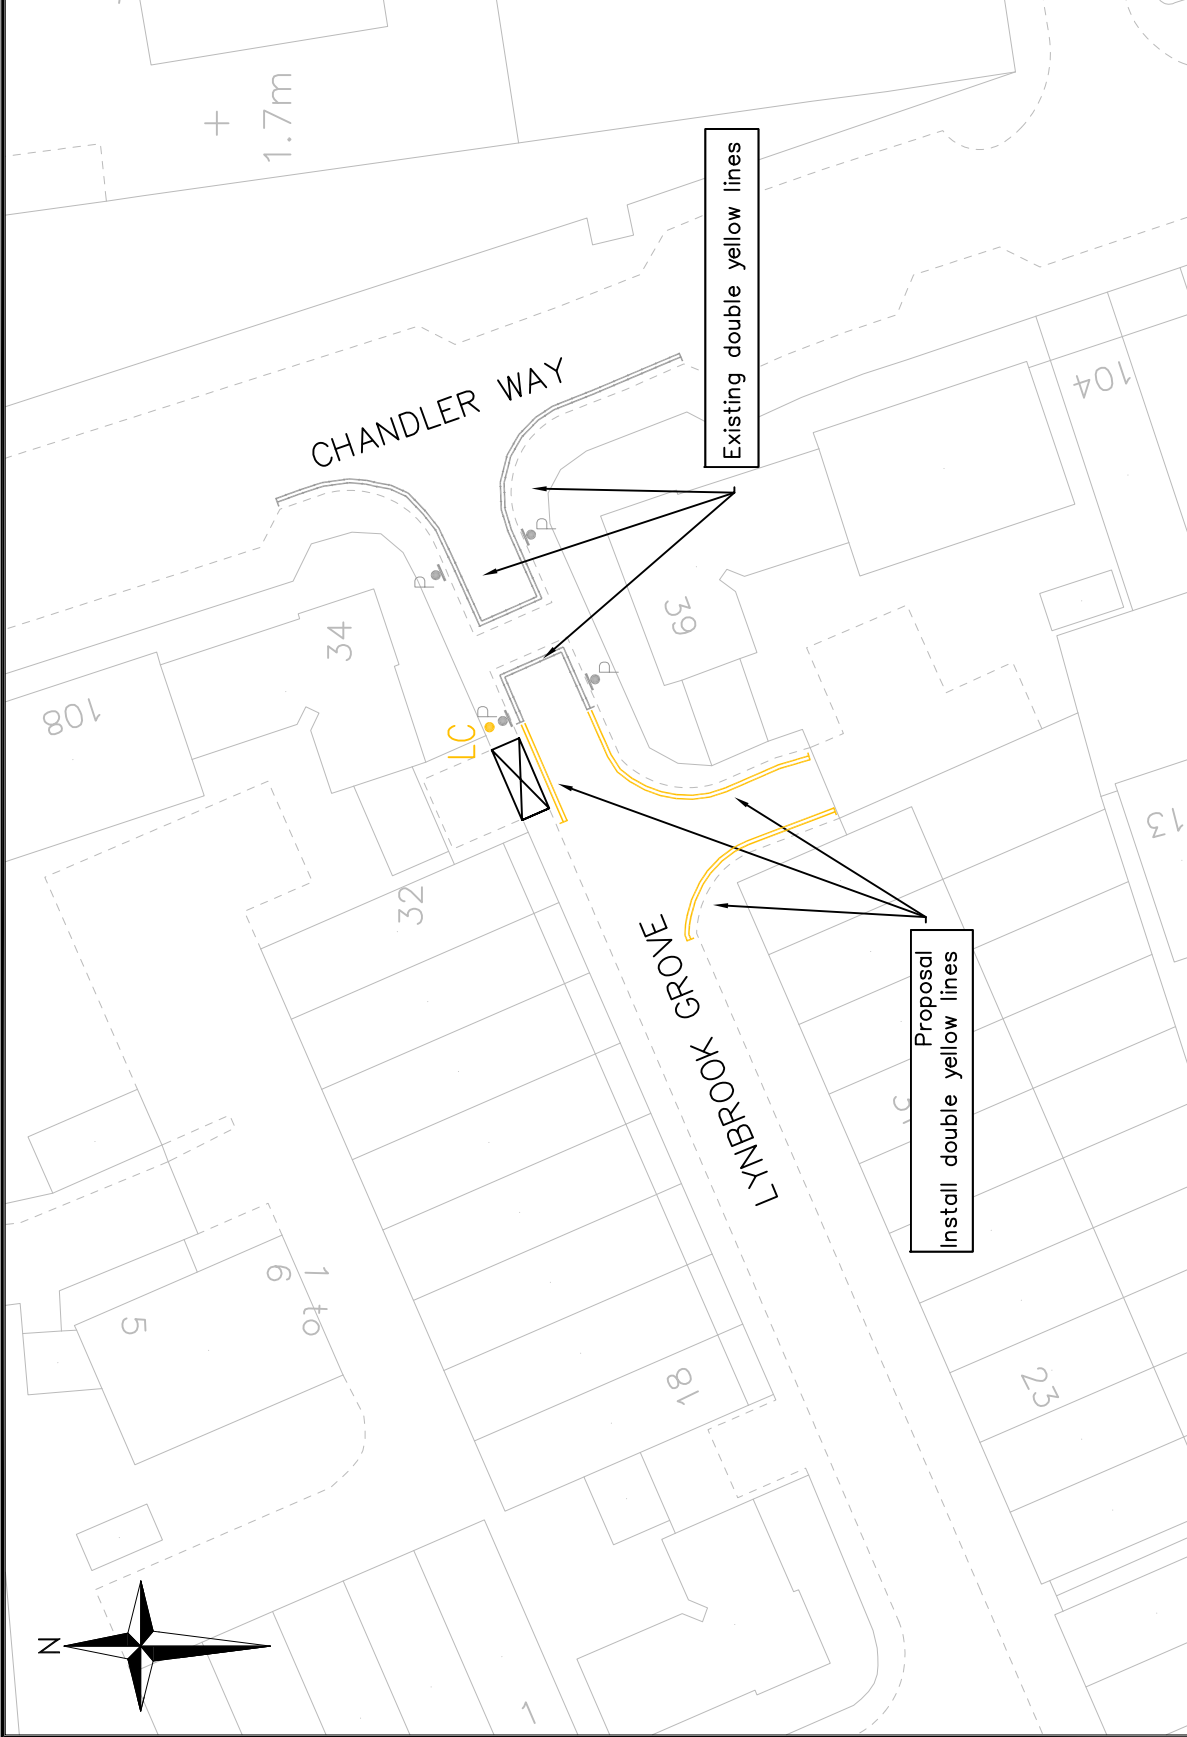 1.7m
Existing double yellow lines
CHANDLER WAY
104
P
P
34
39
108
P
P
LC
13
32
LYNBROOK GROVE
Proposal
Install double yellow lines
1 to
6
5
18
23
N
1